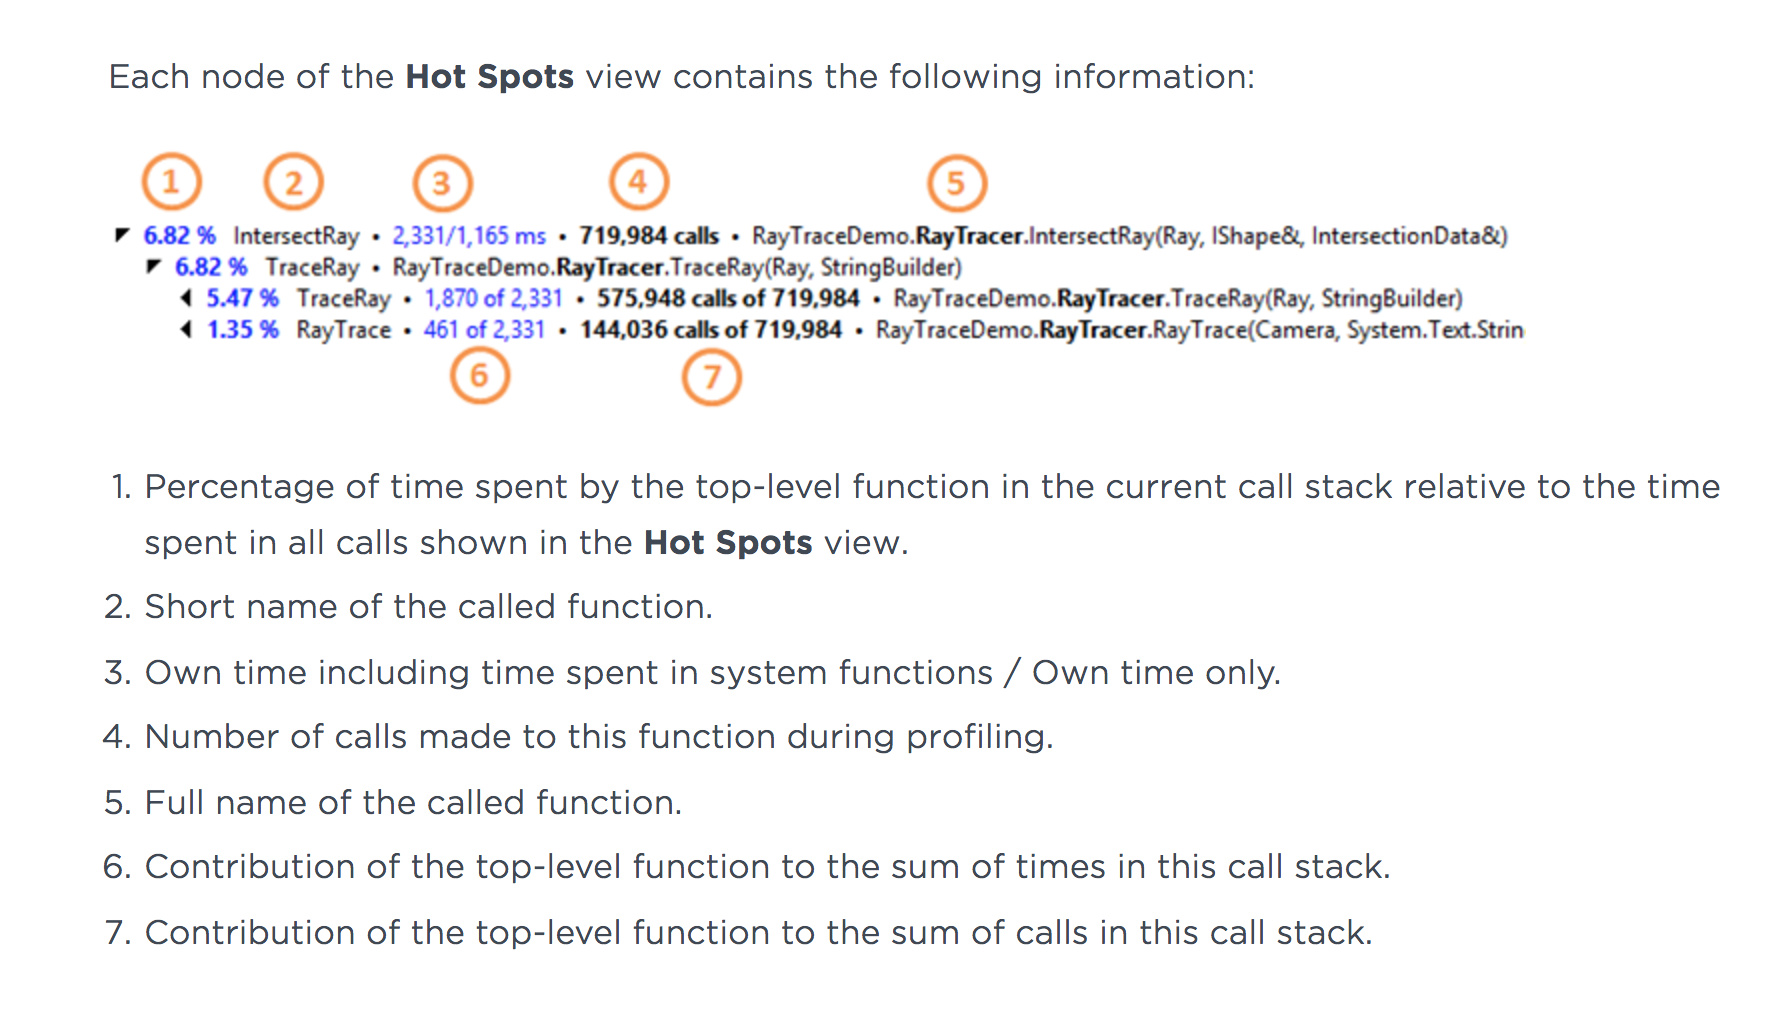 Each node of the Hot Spots view contains the following information:
1 2 3 4 5
6.82 % IntersectRay • 2,331/1,165 ms • 719,984 calls • RayTraceDemo.RayTracer.IntersectRay(Ray, IShape&, IntersectionData&)
6.82 % TraceRay • RayTraceDemo.RayTracer.TraceRay(Ray, StringBuilder)
5.47 % TraceRay • 1,870 of 2,331 • 575,948 calls of 719,984 • RayTraceDemo.RayTracer.TraceRay(Ray, StringBuilder)
1.35 % RayTrace • 461 of 2,331 • 144,036 calls of 719,984 • RayTraceDemo.RayTracer.RayTrace(Camera, System.Text.Strin
6 7
1. Percentage of time spent by the top-level function in the current call stack relative to the time
spent in all calls shown in the Hot Spots view.
2. Short name of the called function.
3. Own time including time spent in system functions / Own time only.
4. Number of calls made to this function during profiling.
5. Full name of the called function.
6. Contribution of the top-level function to the sum of times in this call stack.
7. Contribution of the top-level function to the sum of calls in this call stack.